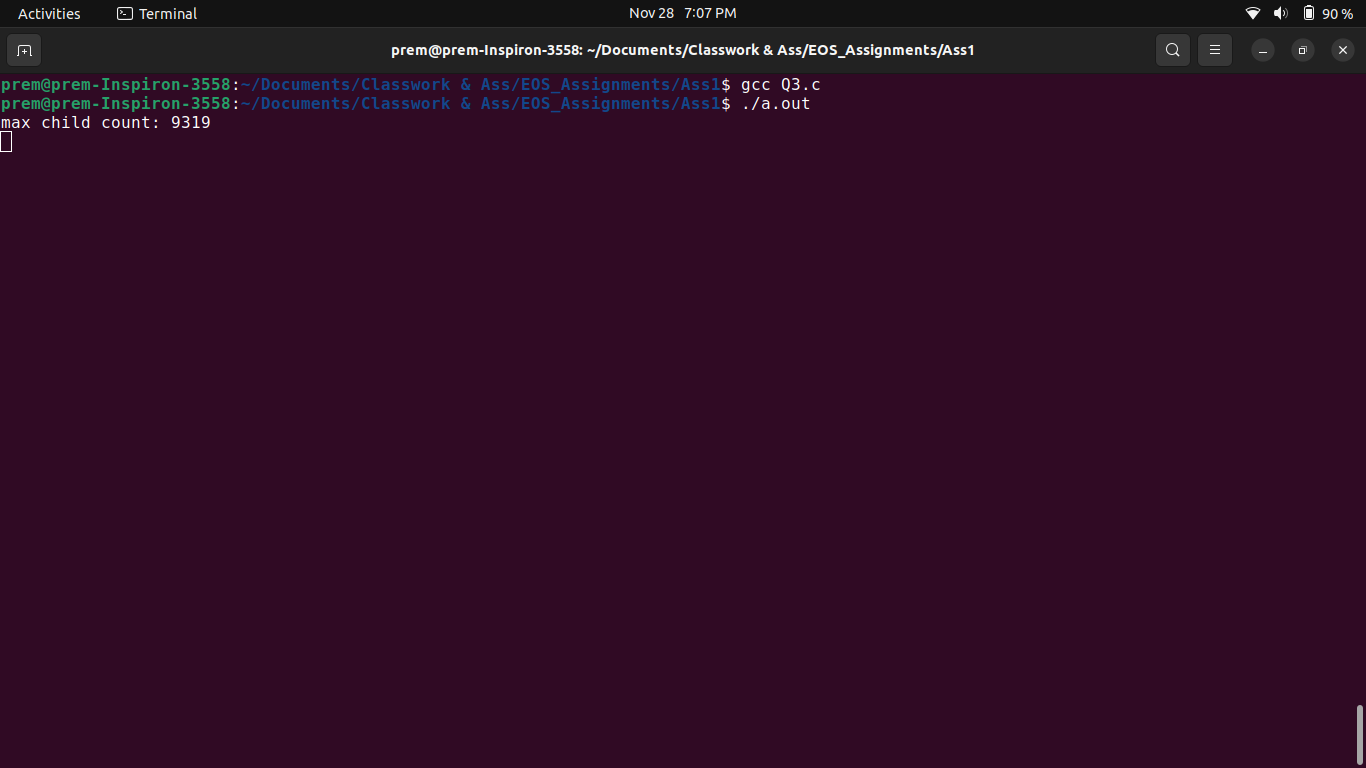 Activities Terminal Nov 28 7:07 PM 90 %
prem@prem-Inspiron-3558: ~/Documents/Classwork & Ass/EOS_Assignments/Ass1
prem@prem-Inspiron-3558:~/Documents/Classwork & Ass/EOS_Assignments/Ass1$ gcc Q3.c
prem@prem-Inspiron-3558:~/Documents/Classwork & Ass/EOS_Assignments/Ass1$ ./a.out
max child count: 9319